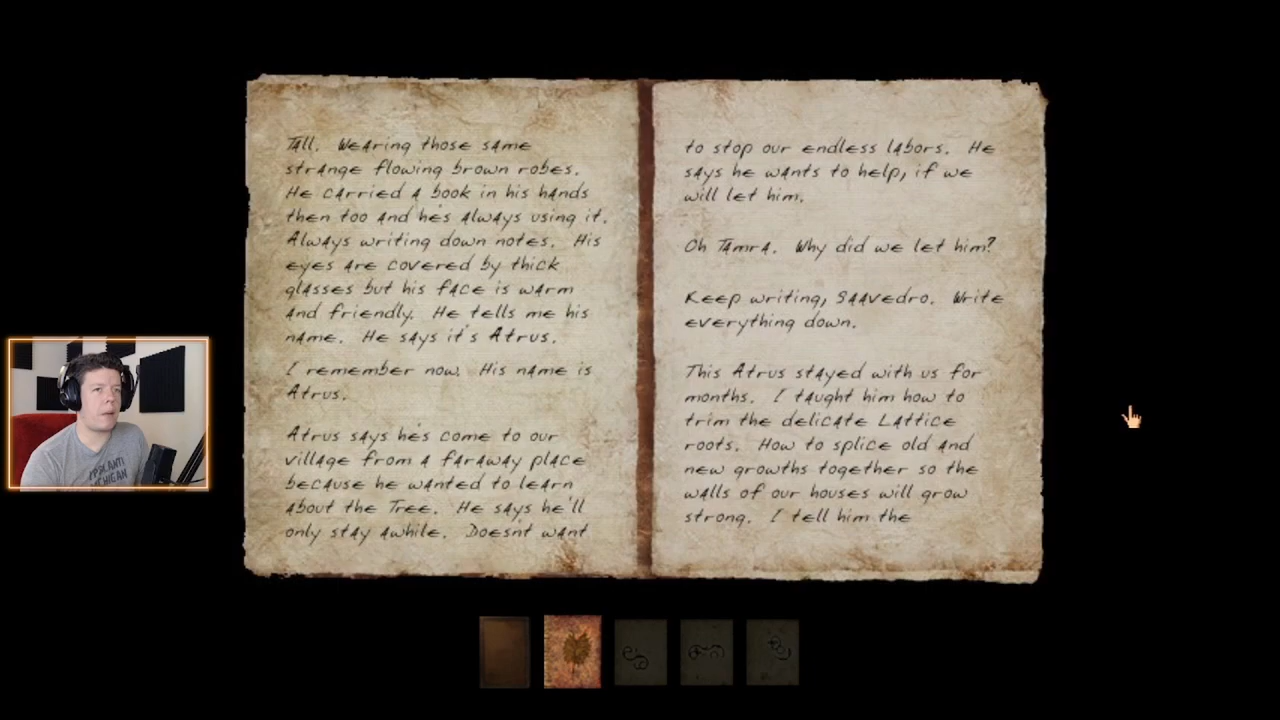 Tall. Wearing those same
strange flowing brown robes.
He carried a book in his hands
then too and he's always using it.
Always writing down notes. His
eyes are covered by thick
glasses but his face is warm
and friendly. He tells me his
name. He says it's Atrus.
I remember now. His name is
Atrus.
Atrus says he's come to our
village from a faraway place
because he wanted to learn
about the Tree. He says he'll
only stay awhile. Doesn't want
to stop our endless labors. He
says he wants to help, if we
will let him.
Oh Tamra. Why did we let him?
Keep writing, Saavedro. Write
everything down.
This Atrus stayed with us for
months. I taught him how to
trim the delicate Lattice
roots. How to splice old and
new growths together so the
walls of our houses will grow
strong. I tell him the
YPSILANTI
MICHIGAN